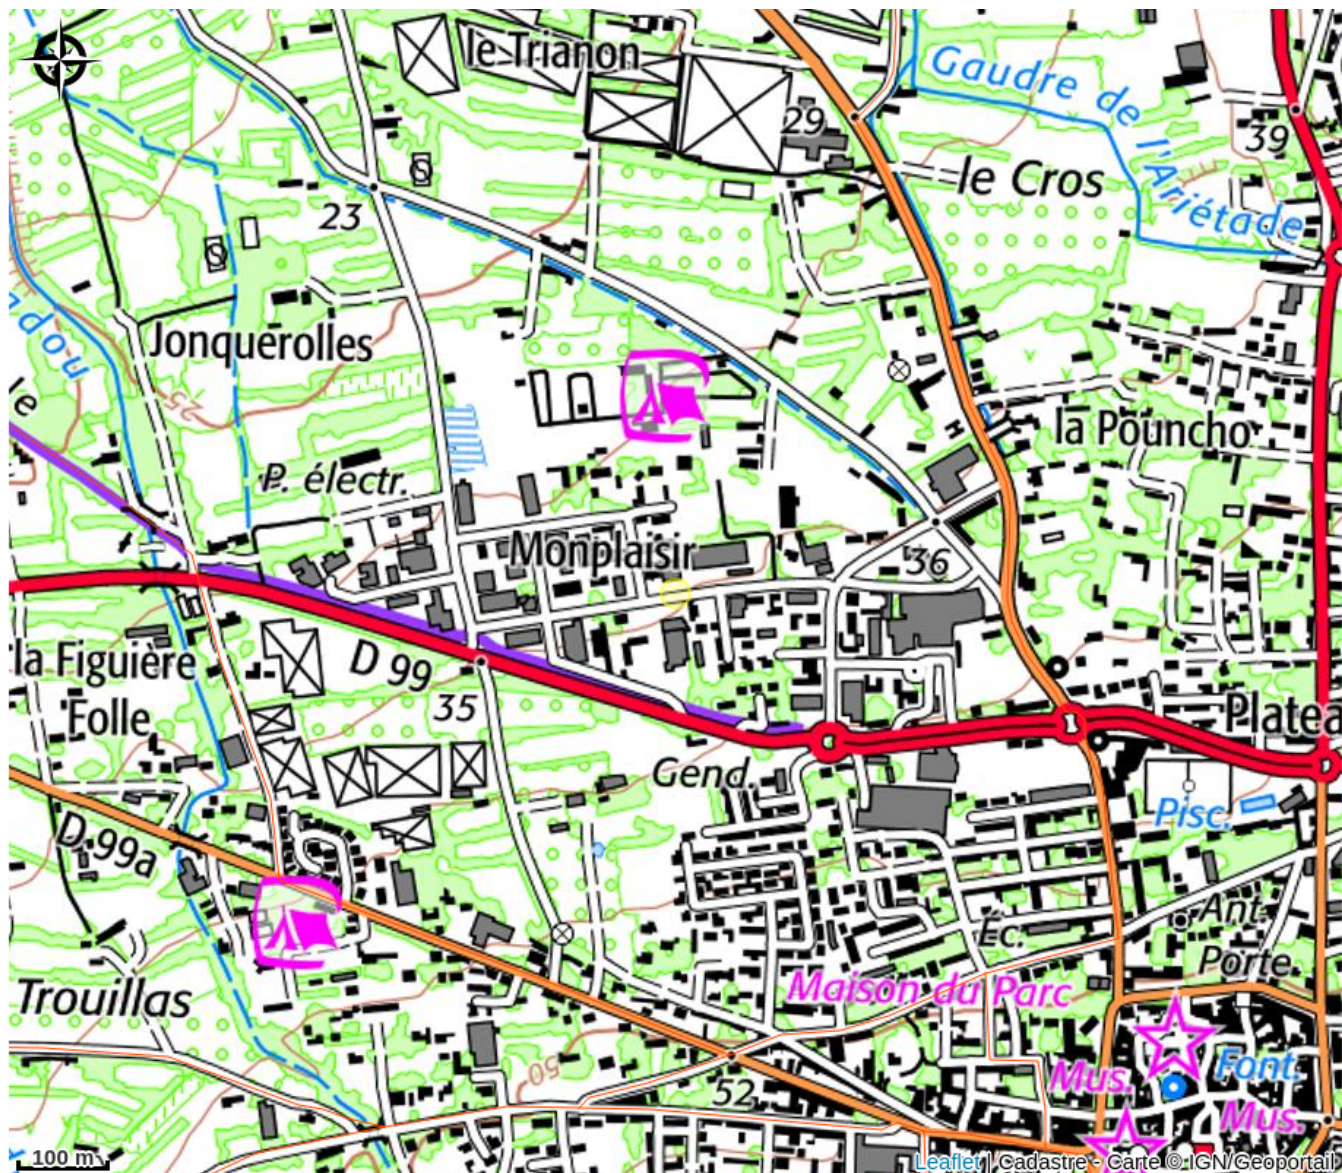 le Trianon
Gaudre de l'Ariétade
29
39
le Cros
23
Jonquerolles
adou
25
e
la Pouncho
P. électr.
Monplaisir
36
la Figuière
Folle
D 99
35
Platea
Gend.
Pisc.
D 99a
Ant.
Porte
Éc.
Maison du Parc
Trouillas
50
52
Mus.
Font.
Mus.
100 m
Leaflet | Cadastre - Carte © IGN/Geoportail